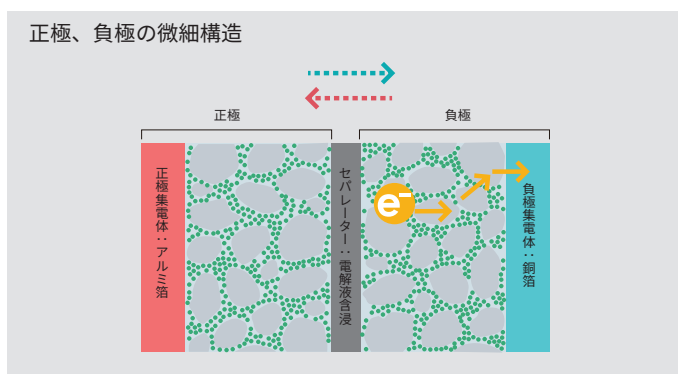 正極、負極の微細構造
正極
負極
正極集電体：アルミ箔
セパレーター：電解液含浸
e⁻
負極集電体：銅箔